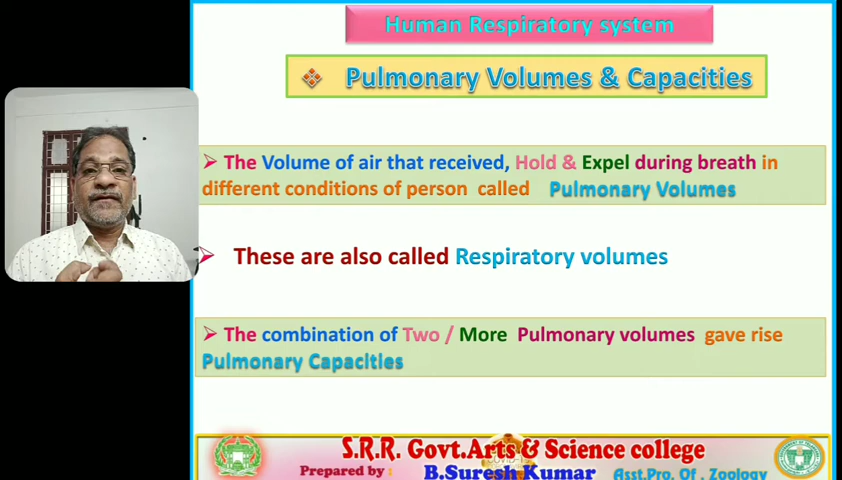 Human Respiratory system
Pulmonary Volumes & Capacities
The Volume of air that received, Hold & Expel during breath in
different conditions of person called Pulmonary Volumes
These are also called Respiratory volumes
The combination of Two / More Pulmonary volumes gave rise
Pulmonary Capacities
S.R.R. Govt.Arts & Science college
Prepared by : B.Suresh Kumar Asst.Pro. Of . Zoology